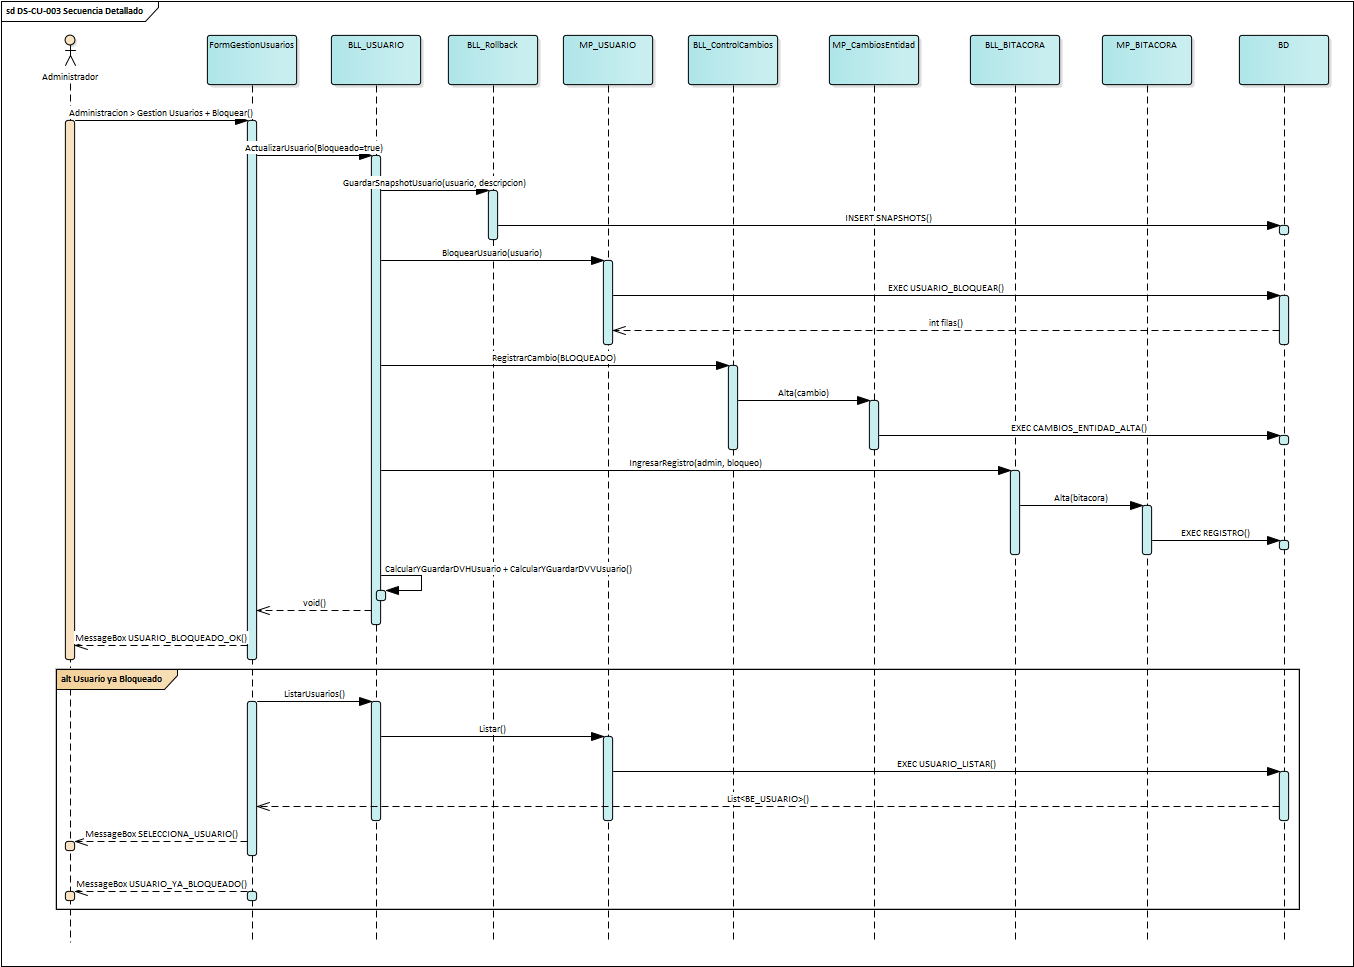 sd DS-CU-003 Secuencia Detallado
Administrador
FormGestionUsuarios
BLL_USUARIO
BLL_Rollback
MP_USUARIO
BLL_ControlCambios
MP_CambiosEntidad
BLL_BITACORA
MP_BITACORA
BD
Administracion > Gestion Usuarios + Bloquear()
ActualizarUsuario(Bloqueado=true)
GuardarSnapshotUsuario(usuario, descripcion)
INSERT SNAPSHOTS()
BloquearUsuario(usuario)
EXEC USUARIO_BLOQUEAR()
int filas()
RegistrarCambio(BLOQUEADO)
Alta(cambio)
EXEC CAMBIOS_ENTIDAD_ALTA()
IngresarRegistro(admin, bloqueo)
Alta(bitacora)
EXEC REGISTRO()
CalcularYGuardarDVHUsuario + CalcularYGuardarDVVUsuario()
void()
MessageBox USUARIO_BLOQUEADO_OK()
alt Usuario ya Bloqueado
ListarUsuarios()
Listar()
EXEC USUARIO_LISTAR()
List<BE_USUARIO>()
MessageBox SELECCIONA_USUARIO()
MessageBox USUARIO_YA_BLOQUEADO()